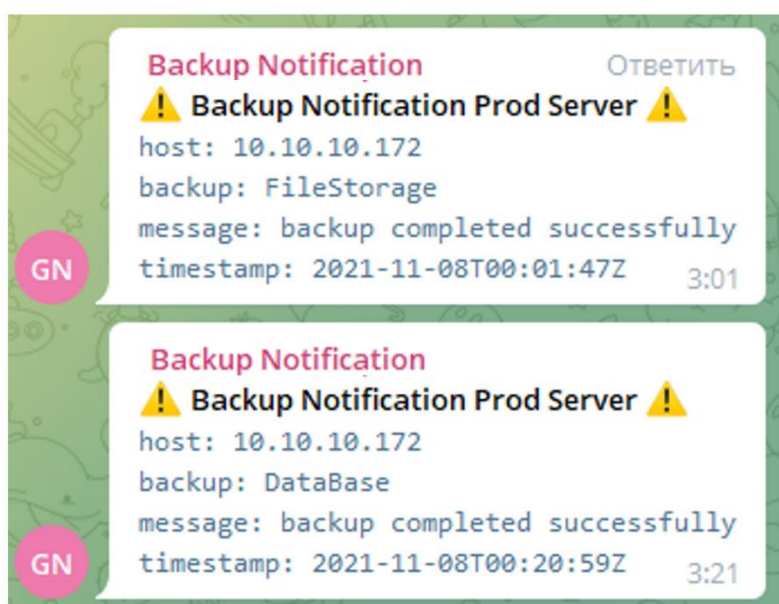 Backup Notification Ответить
⚠ Backup Notification Prod Server ⚠
host: 10.10.10.172
backup: FileStorage
message: backup completed successfully
timestamp: 2021-11-08T00:01:47Z 3:01
GN
Backup Notification
⚠ Backup Notification Prod Server ⚠
host: 10.10.10.172
backup: DataBase
message: backup completed successfully
timestamp: 2021-11-08T00:20:59Z 3:21
GN